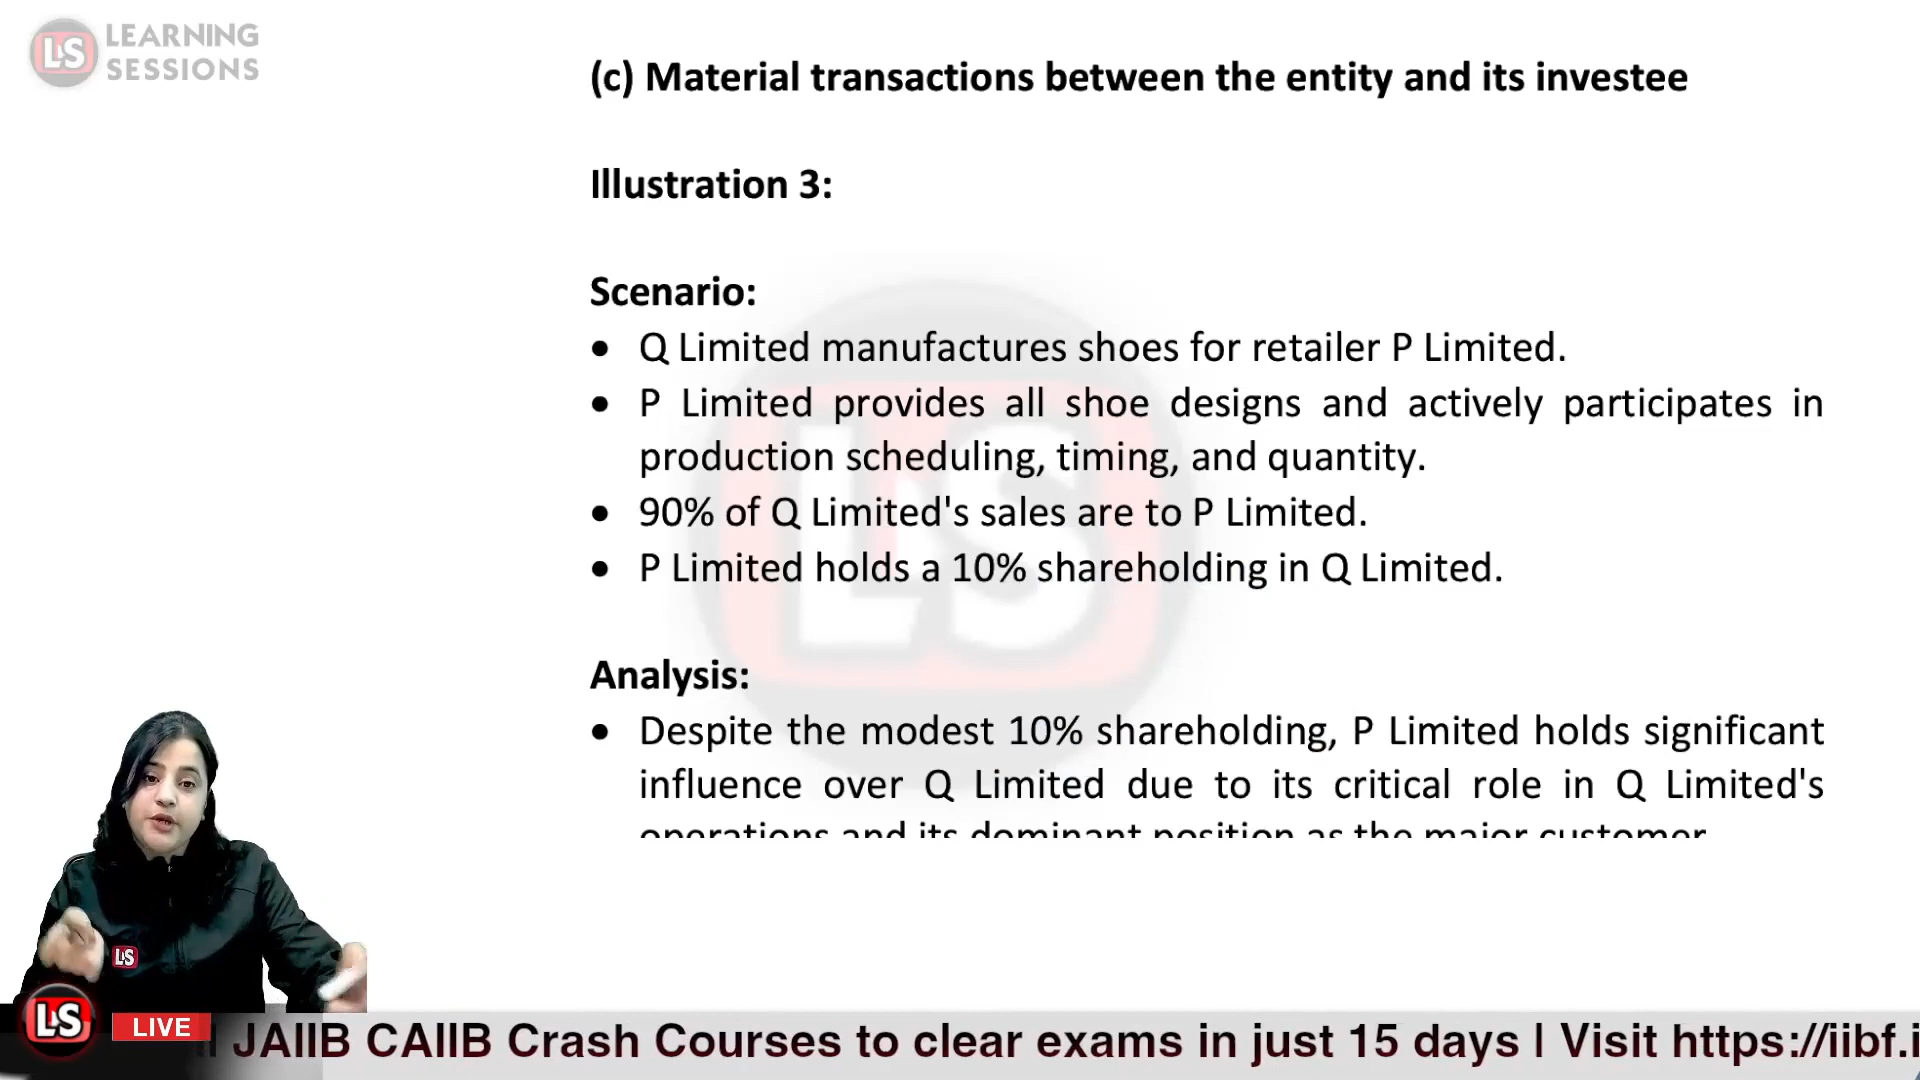 LS LEARNING
SESSIONS
(c) Material transactions between the entity and its investee
Illustration 3:
Scenario:
• Q Limited manufactures shoes for retailer P Limited.
• P Limited provides all shoe designs and actively participates in
production scheduling, timing, and quantity.
• 90% of Q Limited's sales are to P Limited.
• P Limited holds a 10% shareholding in Q Limited.
Analysis:
• Despite the modest 10% shareholding, P Limited holds significant
influence over Q Limited due to its critical role in Q Limited's
operations and its dominant position as the major customer
LS
LS
LS LIVE JAIIB CAIIB Crash Courses to clear exams in just 15 days | Visit https://iibf.i